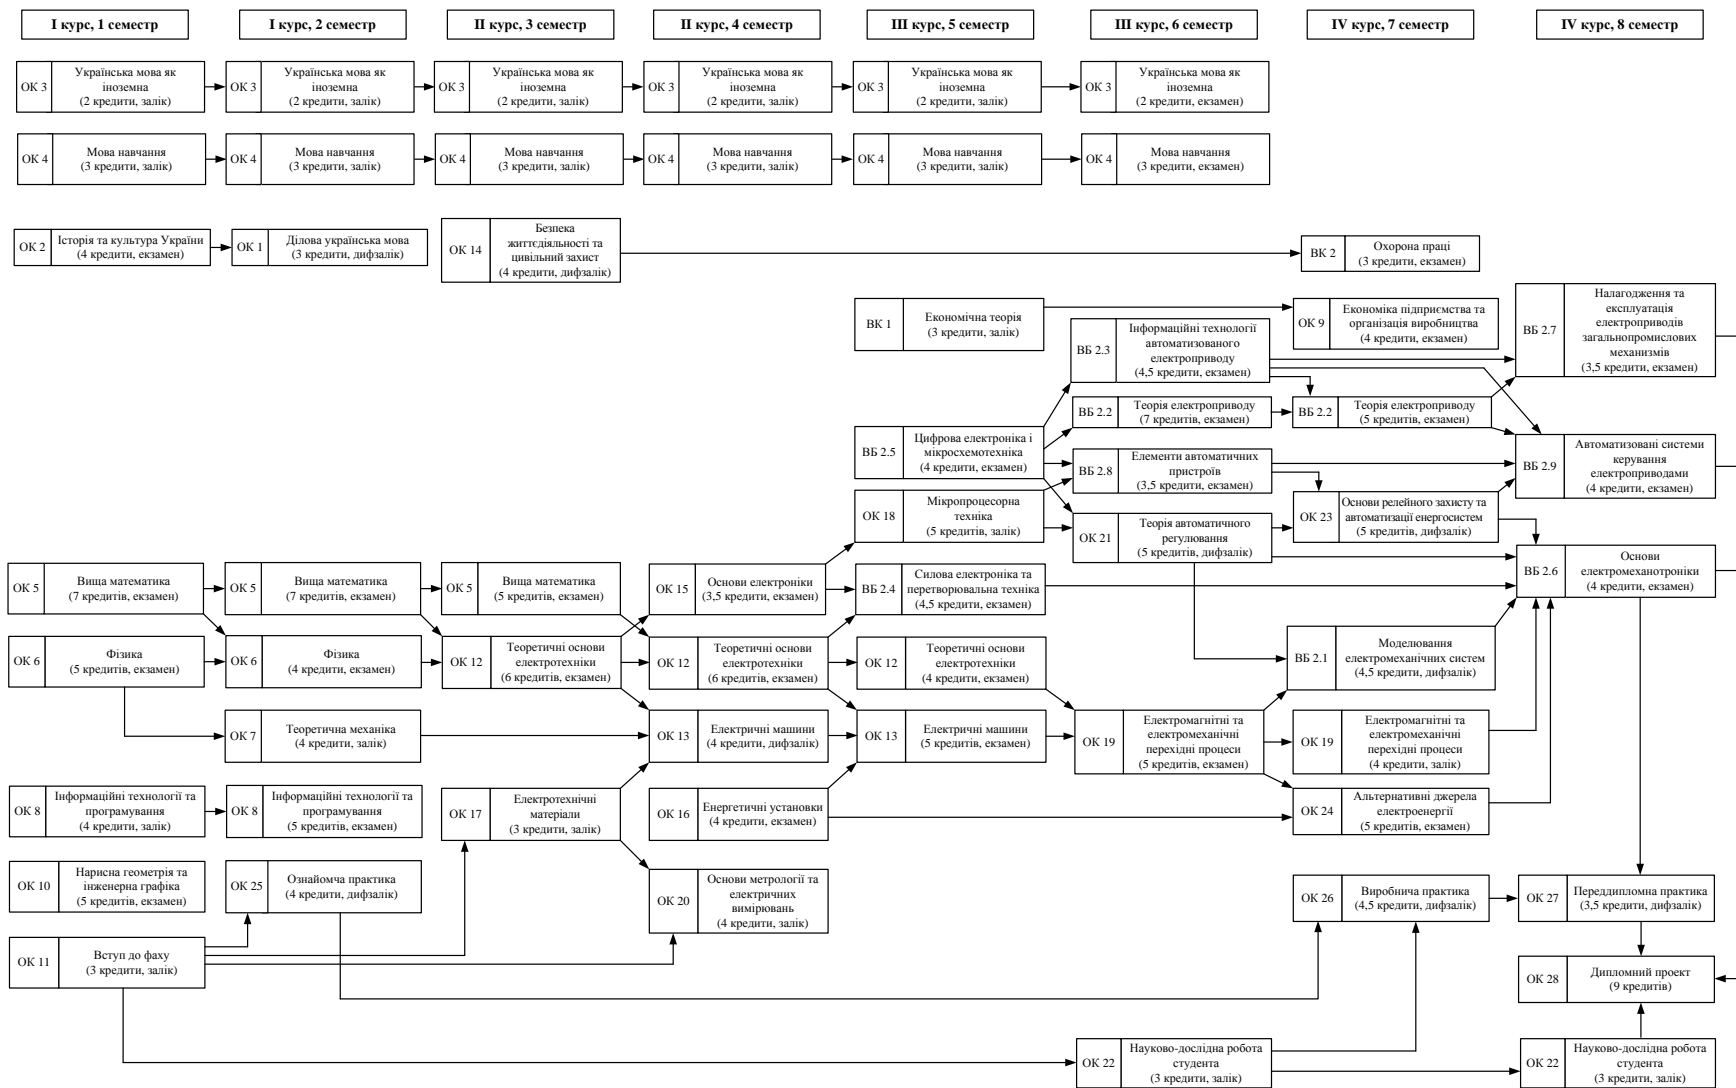 I курс, 1 семестр
I курс, 2 семестр
II курс, 3 семестр
II курс, 4 семестр
III курс, 5 семестр
III курс, 6 семестр
IV курс, 7 семестр
IV курс, 8 семестр
ОК 3
Українська мова як
іноземна
(2 кредити, залік)
ОК 3
Українська мова як
іноземна
(2 кредити, залік)
ОК 3
Українська мова як
іноземна
(2 кредити, залік)
ОК 3
Українська мова як
іноземна
(2 кредити, залік)
ОК 3
Українська мова як
іноземна
(2 кредити, залік)
ОК 3
Українська мова як
іноземна
(2 кредити, екзамен)
ОК 4
Мова навчання
(3 кредити, залік)
ОК 4
Мова навчання
(3 кредити, залік)
ОК 4
Мова навчання
(3 кредити, залік)
ОК 4
Мова навчання
(3 кредити, залік)
ОК 4
Мова навчання
(3 кредити, залік)
ОК 4
Мова навчання
(3 кредити, екзамен)
ОК 2
Історія та культура України
(4 кредити, екзамен)
ОК 1
Ділова українська мова
(3 кредити, дифзалік)
ОК 14
Безпека
життєдіяльності та
цивільний захист
(4 кредити, дифзалік)
ВК 2
Охорона праці
(3 кредити, екзамен)
ВК 1
Економічна теорія
(3 кредити, залік)
ОК 9
Економіка підприємства та
організація виробництва
(4 кредити, екзамен)
ВБ 2.7
Налагодження та
експлуатація
електроприводів
загальнопромислових
механізмів
(3,5 кредити, екзамен)
ВБ 2.3
Інформаційні технології
автоматизованого
електроприводу
(4,5 кредити, екзамен)
ВБ 2.2
Теорія електроприводу
(7 кредитів, екзамен)
ВБ 2.2
Теорія електроприводу
(5 кредити, екзамен)
ВБ 2.5
Цифрова електроніка і
мікросхемотехніка
(4 кредити, екзамен)
ВБ 2.8
Елементи автоматичних
пристроїв
(3,5 кредити, екзамен)
ВБ 2.9
Автоматизовані системи
керування
електроприводами
(4 кредити, екзамен)
ОК 18
Мікропроцесорна
техніка
(5 кредитів, залік)
ОК 21
Теорія автоматичного
регулювання
(5 кредитів, дифзалік)
ОК 23
Основи релейного захисту та
автоматизації енергосистем
(5 кредитів, дифзалік)
ВБ 2.6
Основи
електромеханотроніки
(4 кредити, екзамен)
ОК 5
Вища математика
(7 кредитів, екзамен)
ОК 5
Вища математика
(7 кредитів, екзамен)
ОК 5
Вища математика
(5 кредитів, екзамен)
ОК 15
Основи електроніки
(3,5 кредити, екзамен)
ВБ 2.4
Силова електроніка та
перетворювальна техніка
(4,5 кредити, екзамен)
ОК 6
Фізика
(5 кредитів, екзамен)
ОК 6
Фізика
(4 кредити, екзамен)
ОК 12
Теоретичні основи
електротехніки
(6 кредитів, екзамен)
ОК 12
Теоретичні основи
електротехніки
(6 кредитів, екзамен)
ОК 12
Теоретичні основи
електротехніки
(4 кредити, екзамен)
ВБ 2.1
Моделювання
електромеханічних систем
(4,5 кредити, дифзалік)
ОК 7
Теоретична механіка
(4 кредити, залік)
ОК 13
Електричні машини
(4 кредити, дифзалік)
ОК 13
Електричні машини
(5 кредитів, екзамен)
ОК 19
Електромагнітні та
електромеханічні
перехідні процеси
(5 кредитів, екзамен)
ОК 19
Електромагнітні та
електромеханічні
перехідні процеси
(4 кредити, залік)
ОК 8
Інформаційні технології та
програмування
(4 кредити, залік)
ОК 8
Інформаційні технології та
програмування
(5 кредитів, екзамен)
ОК 17
Електротехнічні
матеріали
(3 кредити, залік)
ОК 16
Енергетичні установки
(4 кредити, екзамен)
ОК 24
Альтернативні джерела
електроенергії
(5 кредитів, екзамен)
ОК 10
Нарисна геометрія та
інженерна графіка
(5 кредитів, екзамен)
ОК 25
Ознайомча практика
(4 кредити, дифзалік)
ОК 20
Основи метрології та
електричних
вимірювань
(4 кредити, залік)
ОК 26
Виробнича практика
(4,5 кредити, дифзалік)
ОК 27
Переддипломна практика
(3,5 кредити, дифзалік)
ОК 11
Вступ до фаху
(3 кредити, залік)
ОК 28
Дипломний проект
(9 кредитів)
ОК 22
Науково-дослідна робота
студента
(3 кредити, залік)
ОК 22
Науково-дослідна робота
студента
(3 кредити, залік)